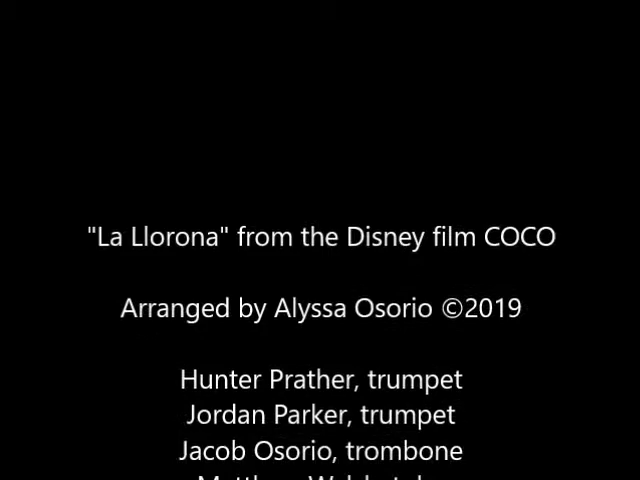 "La Llorona" from the Disney film COCO
Arranged by Alyssa Osorio ©2019
Hunter Prather, trumpet
Jordan Parker, trumpet
Jacob Osorio, trombone